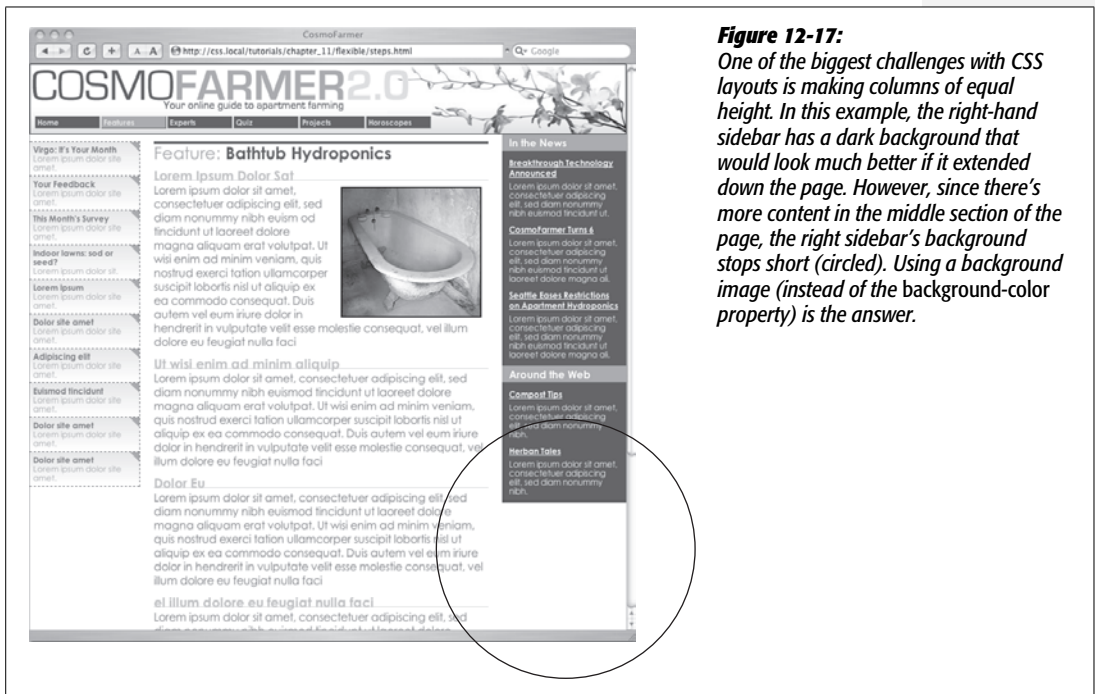 CosmoFarmer
A A
http://css.local/tutorials/chapter_11/flexible/steps.html
Q Google
COSMOFARMER2.0
Your online guide to apartment farming
Home Features Experts Quiz Projects Horoscopes
Virgo: It's Your Month
Lorem ipsum dolor site
amet.
Your Feedback
Lorem ipsum dolor site
amet.
This Month's Survey
Lorem ipsum dolor site
amet.
Indoor lawns: sod or
seed?
Lorem ipsum dolor sit.
Lorem Ipsum
Lorem ipsum dolor site
amet.
Dolor site amet
Lorem ipsum dolor site
amet.
Adipiscing elit
Lorem ipsum dolor site
amet.
Euismod tincidunt
Lorem ipsum dolor site
amet.
Dolor site amet
Lorem ipsum dolor site
amet.
Dolor site amet
Lorem ipsum dolor site
amet.
Feature: Bathtub Hydroponics
Lorem Ipsum Dolor Sat
Lorem ipsum dolor sit amet,
consectetuer adipiscing elit, sed
diam nonummy nibh euism od
tincidunt ut laoreet dolore
magna aliquam erat volutpat. Ut
wisi enim ad minim veniam, quis
nostrud exerci tation ullamcorper
suscipit lobortis nisl ut aliquip ex
ea commodo consequat. Duis
autem vel eum iriure dolor in
hendrerit in vulputate velit esse molestie consequat, vel illum
dolore eu feugiat nulla faci
Ut wisi enim ad minim aliquip
Lorem ipsum dolor sit amet, consectetuer adipiscing elit, sed
diam nonummy nibh euismod tincidunt ut laoreet dolore
magna aliquam erat volutpat. Ut wisi enim ad minim veniam,
quis nostrud exerci tation ullamcorper suscipit lobortis nisl ut
aliquip ex ea commodo consequat. Duis autem vel eum iriure
dolor in hendrerit in vulputate velit esse molestie consequat, vel
illum dolore eu feugiat nulla faci
Dolor Eu
Lorem ipsum dolor sit amet, consectetuer adipiscing elit, sed
diam nonummy nibh euismod tincidunt ut laoreet dolore
magna aliquam erat volutpat. Ut wisi enim ad minim veniam,
quis nostrud exerci tation ullamcorper suscipit lobortis nisl ut
aliquip ex ea commodo consequat. Duis autem vel eum iriure
dolor in hendrerit in vulputate velit esse molestie consequat, vel
illum dolore eu feugiat nulla faci
el illum dolore eu feugiat nulla faci
Lorem ipsum dolor sit amet, consectetuer adipiscing elit, sed
In the News
Breakthrough Technology
Announced
Lorem ipsum dolor sit amet,
consectetuer adipiscing
elit, sed diam nonummy
nibh euismod tincidunt ut.
CosmoFarmer Turns 6
Lorem ipsum dolor sit amet,
consectetuer adipiscing
elit, sed diam nonummy
nibh euismod tincidunt ut
laoreet dolore magna ali.
Seattle Eases Restrictions
on Apartment Hydroponics
Lorem ipsum dolor sit amet,
consectetuer adipiscing
elit, sed diam nonummy
nibh euismod tincidunt ut
laoreet dolore magna ali.
Around the Web
Compost Tips
Lorem ipsum dolor sit amet,
consectetuer adipiscing
elit, sed diam nonummy
nibh.
Herban Tales
Lorem ipsum dolor sit amet,
consectetuer adipiscing
elit, sed diam nonummy
nibh.
Figure 12-17:
One of the biggest challenges with CSS
layouts is making columns of equal
height. In this example, the right-hand
sidebar has a dark background that
would look much better if it extended
down the page. However, since there's
more content in the middle section of the
page, the right sidebar's background
stops short (circled). Using a background
image (instead of the background-color
property) is the answer.